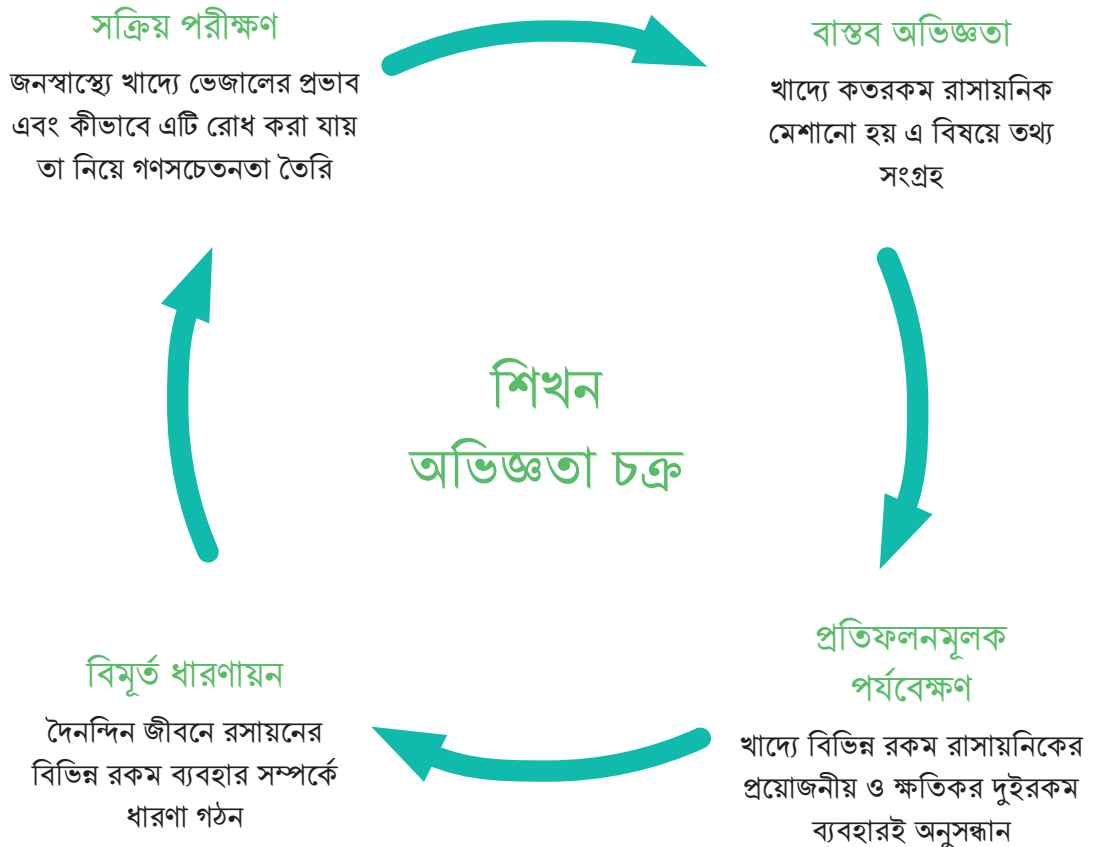 সক্রিয় পরীক্ষণ
জনস্বাস্থ্যে খাদ্যে ভেজালের প্রভাব
এবং কীভাবে এটি রোধ করা যায়
তা নিয়ে গণসচেতনতা তৈরি
বাস্তব অভিজ্ঞতা
খাদ্যে কতরকম রাসায়নিক
মেশানো হয় এ বিষয়ে তথ্য
সংগ্রহ
শিখন
অভিজ্ঞতা চক্র
প্রতিফলনমূলক
পর্যবেক্ষণ
খাদ্যে বিভিন্ন রকম রাসায়নিকের
প্রয়োজনীয় ও ক্ষতিকর দুইরকম
ব্যবহারই অনুসন্ধান
বিমূর্ত ধারণায়ন
দৈনন্দিন জীবনে রসায়নের
বিভিন্ন রকম ব্যবহার সম্পর্কে
ধারণা গঠন